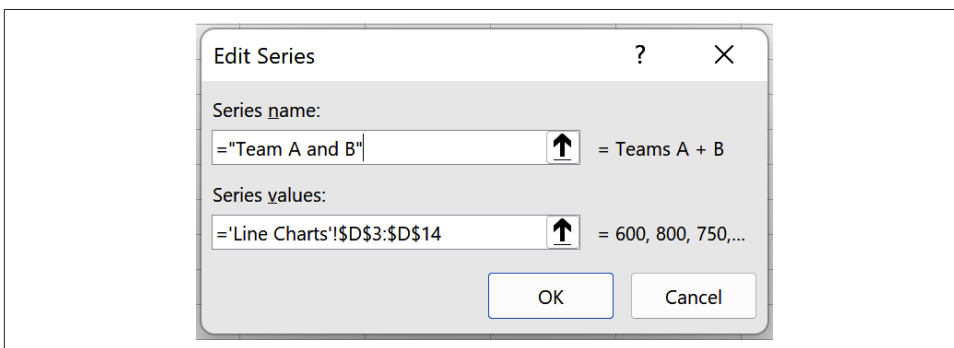 Edit Series ?
Series name:
="Team A and B" = Teams A + B
Series values:
='Line Charts'!$D$3:$D$14 = 600, 800, 750,...
OK Cancel